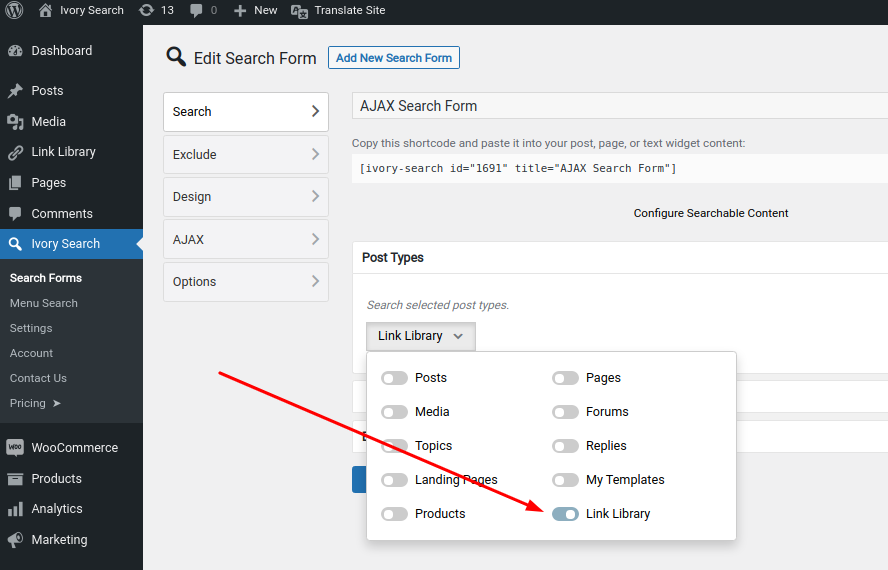 Ivory Search 13 0 New Translate Site
Dashboard
Posts
Media
Link Library
Pages
Comments
Ivory Search
Search Forms
Menu Search
Settings
Account
Contact Us
Pricing ➤
WOO WooCommerce
Products
Analytics
Marketing
Edit Search Form Add New Search Form
Search
Exclude
Design
AJAX
Options
AJAX Search Form
Copy this shortcode and paste it into your post, page, or text widget content:
[ivory-search id="1691" title="AJAX Search Form"]
Configure Searchable Content
Post Types
Search selected post types.
Link Library
Posts Pages
Media Forums
Topics Replies
Landing Pages My Templates
Products Link Library